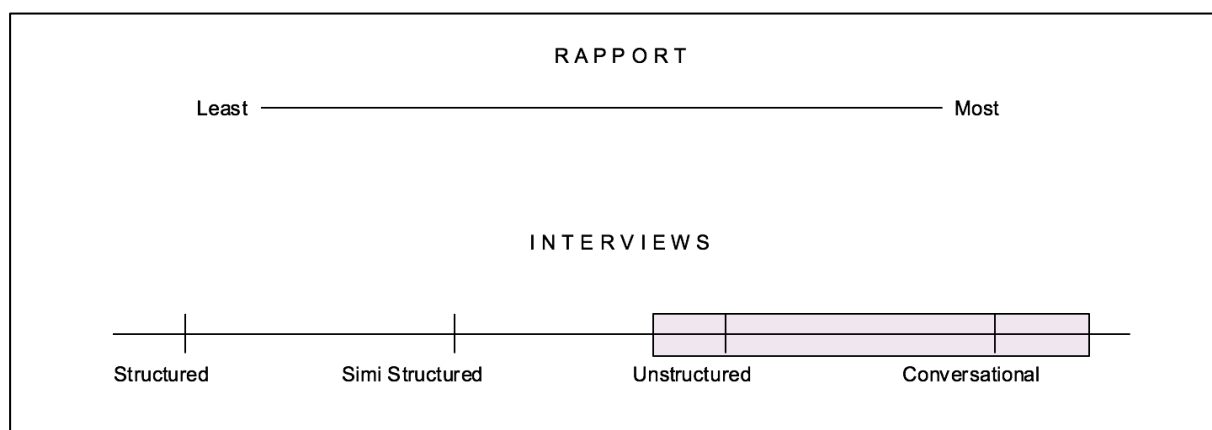 RAPPORT
Least Most
INTERVIEWS
Structured Simi Structured Unstructured Conversational